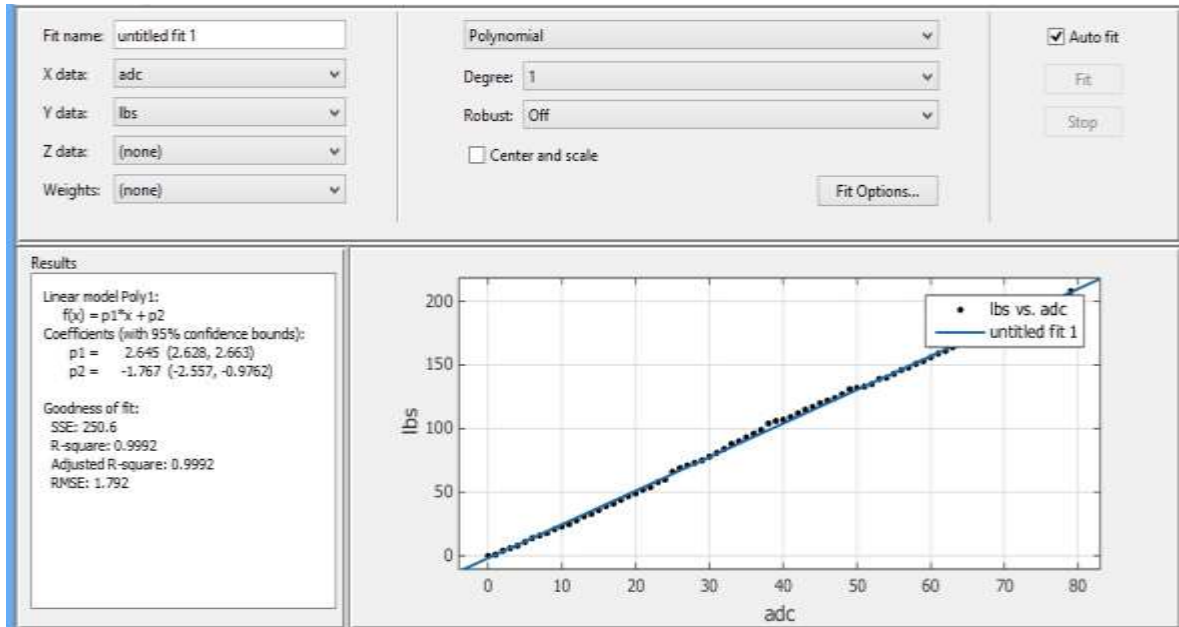 Fit name: untitled fit 1
X data: adc
Y data: lbs
Z data: (none)
Weights: (none)
Polynomial
Degree: 1
Robust: Off
Center and scale
Fit Options...
Auto fit
Fit
Stop
Results
Linear model Poly1:
f(x) = p1*x + p2
Coefficients (with 95% confidence bounds):
p1 = 2.645 (2.628, 2.663)
p2 = -1.767 (-2.557, -0.9762)
Goodness of fit:
SSE: 250.6
R-square: 0.9992
Adjusted R-square: 0.9992
RMSE: 1.792
lbs vs. adc
untitled fit 1
200
150
100
50
0
lbs
0 10 20 30 40 50 60 70 80
adc